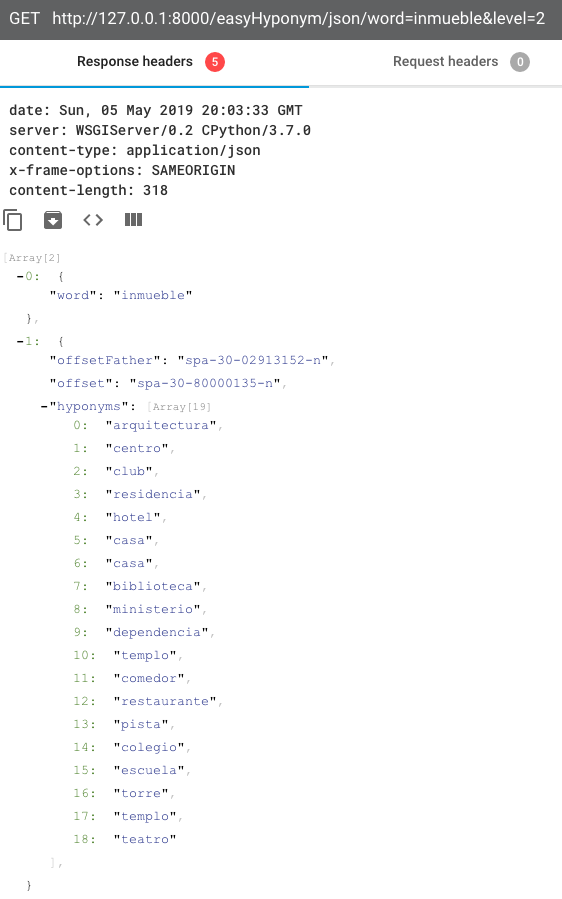 GET http://127.0.0.1:8000/easyHyponym/json/word=inmueble&level=2
Response headers 5 Request headers 0
date: Sun, 05 May 2019 20:03:33 GMT
server: WSGIServer/0.2 CPython/3.7.0
content-type: application/json
x-frame-options: SAMEORIGIN
content-length: 318
[Array[2]
-0: {
"word": "inmueble"
},
-1: {
"offsetFather": "spa-30-02913152-n",
"offset": "spa-30-80000135-n",
-"hyponyms": [Array[19]
0: "arquitectura",
1: "centro",
2: "club",
3: "residencia",
4: "hotel",
5: "casa",
6: "casa",
7: "biblioteca",
8: "ministerio",
9: "dependencia",
10: "templo",
11: "comedor",
12: "restaurante",
13: "pista",
14: "colegio",
15: "escuela",
16: "torre",
17: "templo",
18: "teatro"
],
}